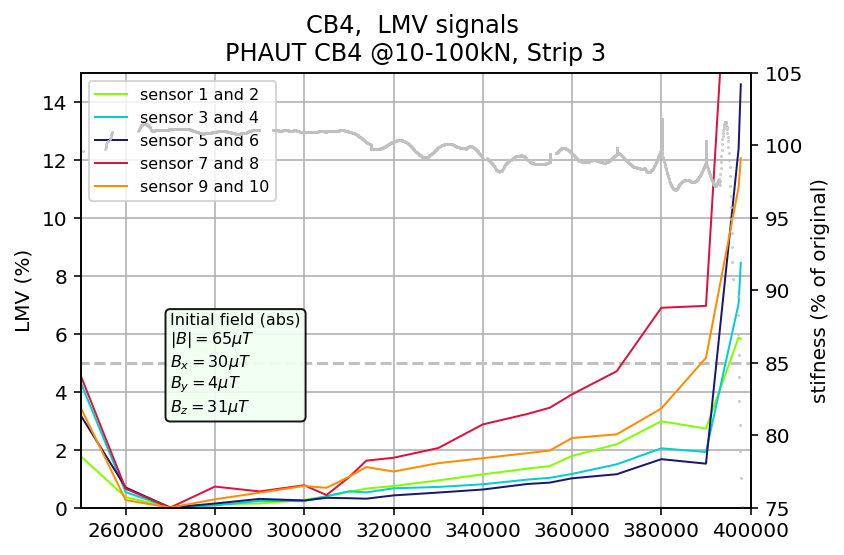 CB4,  LMV signals
PHAUT CB4 @10-100kN, Strip 3
sensor 1 and 2
sensor 3 and 4
sensor 5 and 6
sensor 7 and 8
sensor 9 and 10
Initial field (abs)
|B| = 65μT
Bₓ = 30μT
B_y = 4μT
B_z = 31μT
LMV (%)
14
12
10
8
6
4
2
0
105
100
95
90
85
80
75
stifness (% of original)
260000 280000 300000 320000 340000 360000 380000 400000